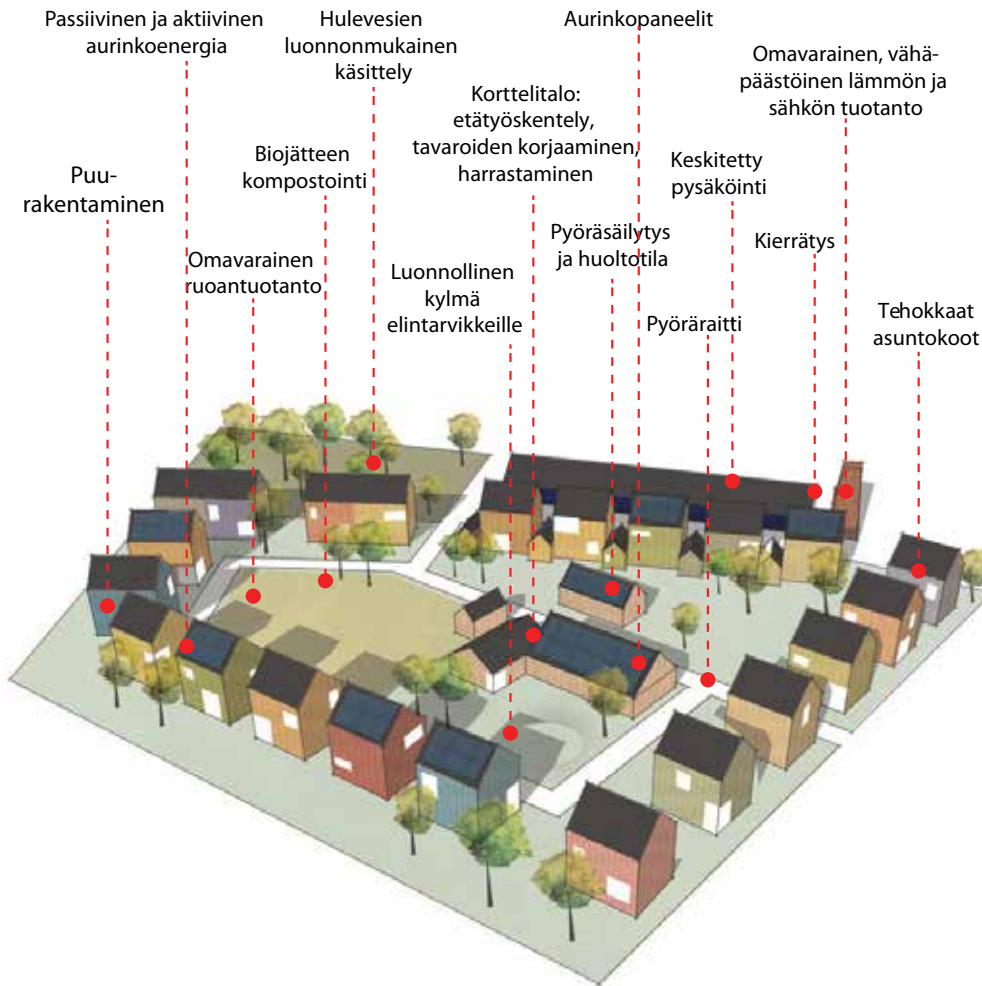 Passiivinen ja aktiivinen
aurinkoenergia
Hulevesien
luonnonmukainen
käsittely
Aurinkopaneelit
Omavarainen, vähä-
päästöinen lämmön ja
sähkön tuotanto
Korttelitalo:
etätyöskentely,
tavaroiden korjaaminen,
harrastaminen
Puu-
rakentaminen
Biojätteen
kompostointi
Keskitetty
pysäköinti
Omavarainen
ruoantuotanto
Luonnollinen
kylmä
elintarvikkeille
Pyöräsäilytys
ja huoltotila
Kierrätys
Pyöräraitti
Tehokkaat
asuntokoot